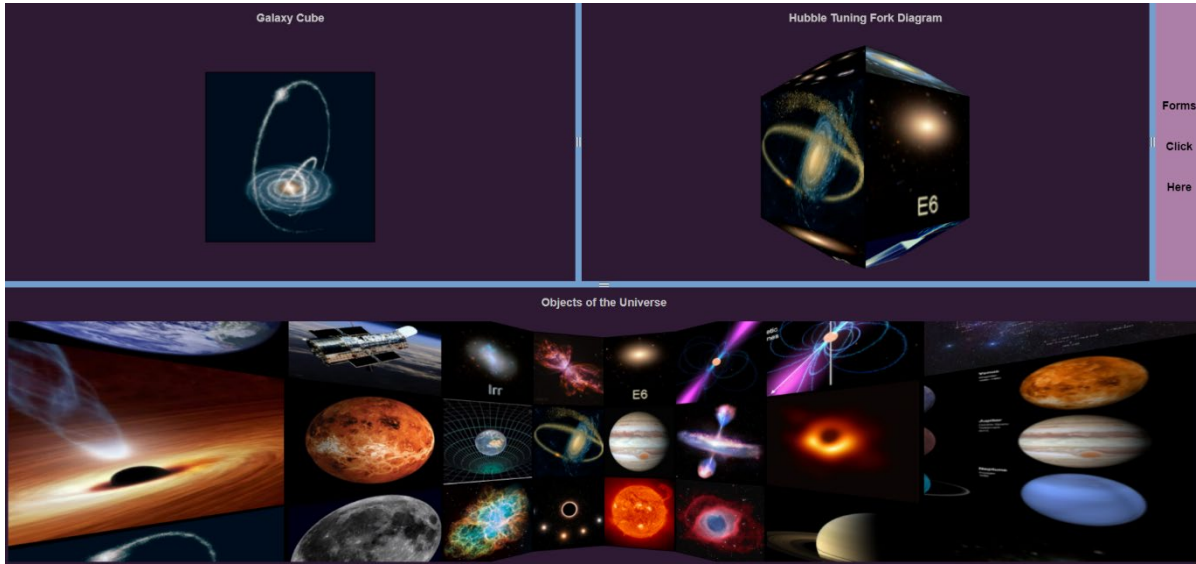 Galaxy Cube
Hubble Tuning Fork Diagram
E6
Forms
Click
Here
Objects of the Universe
Irr
E6